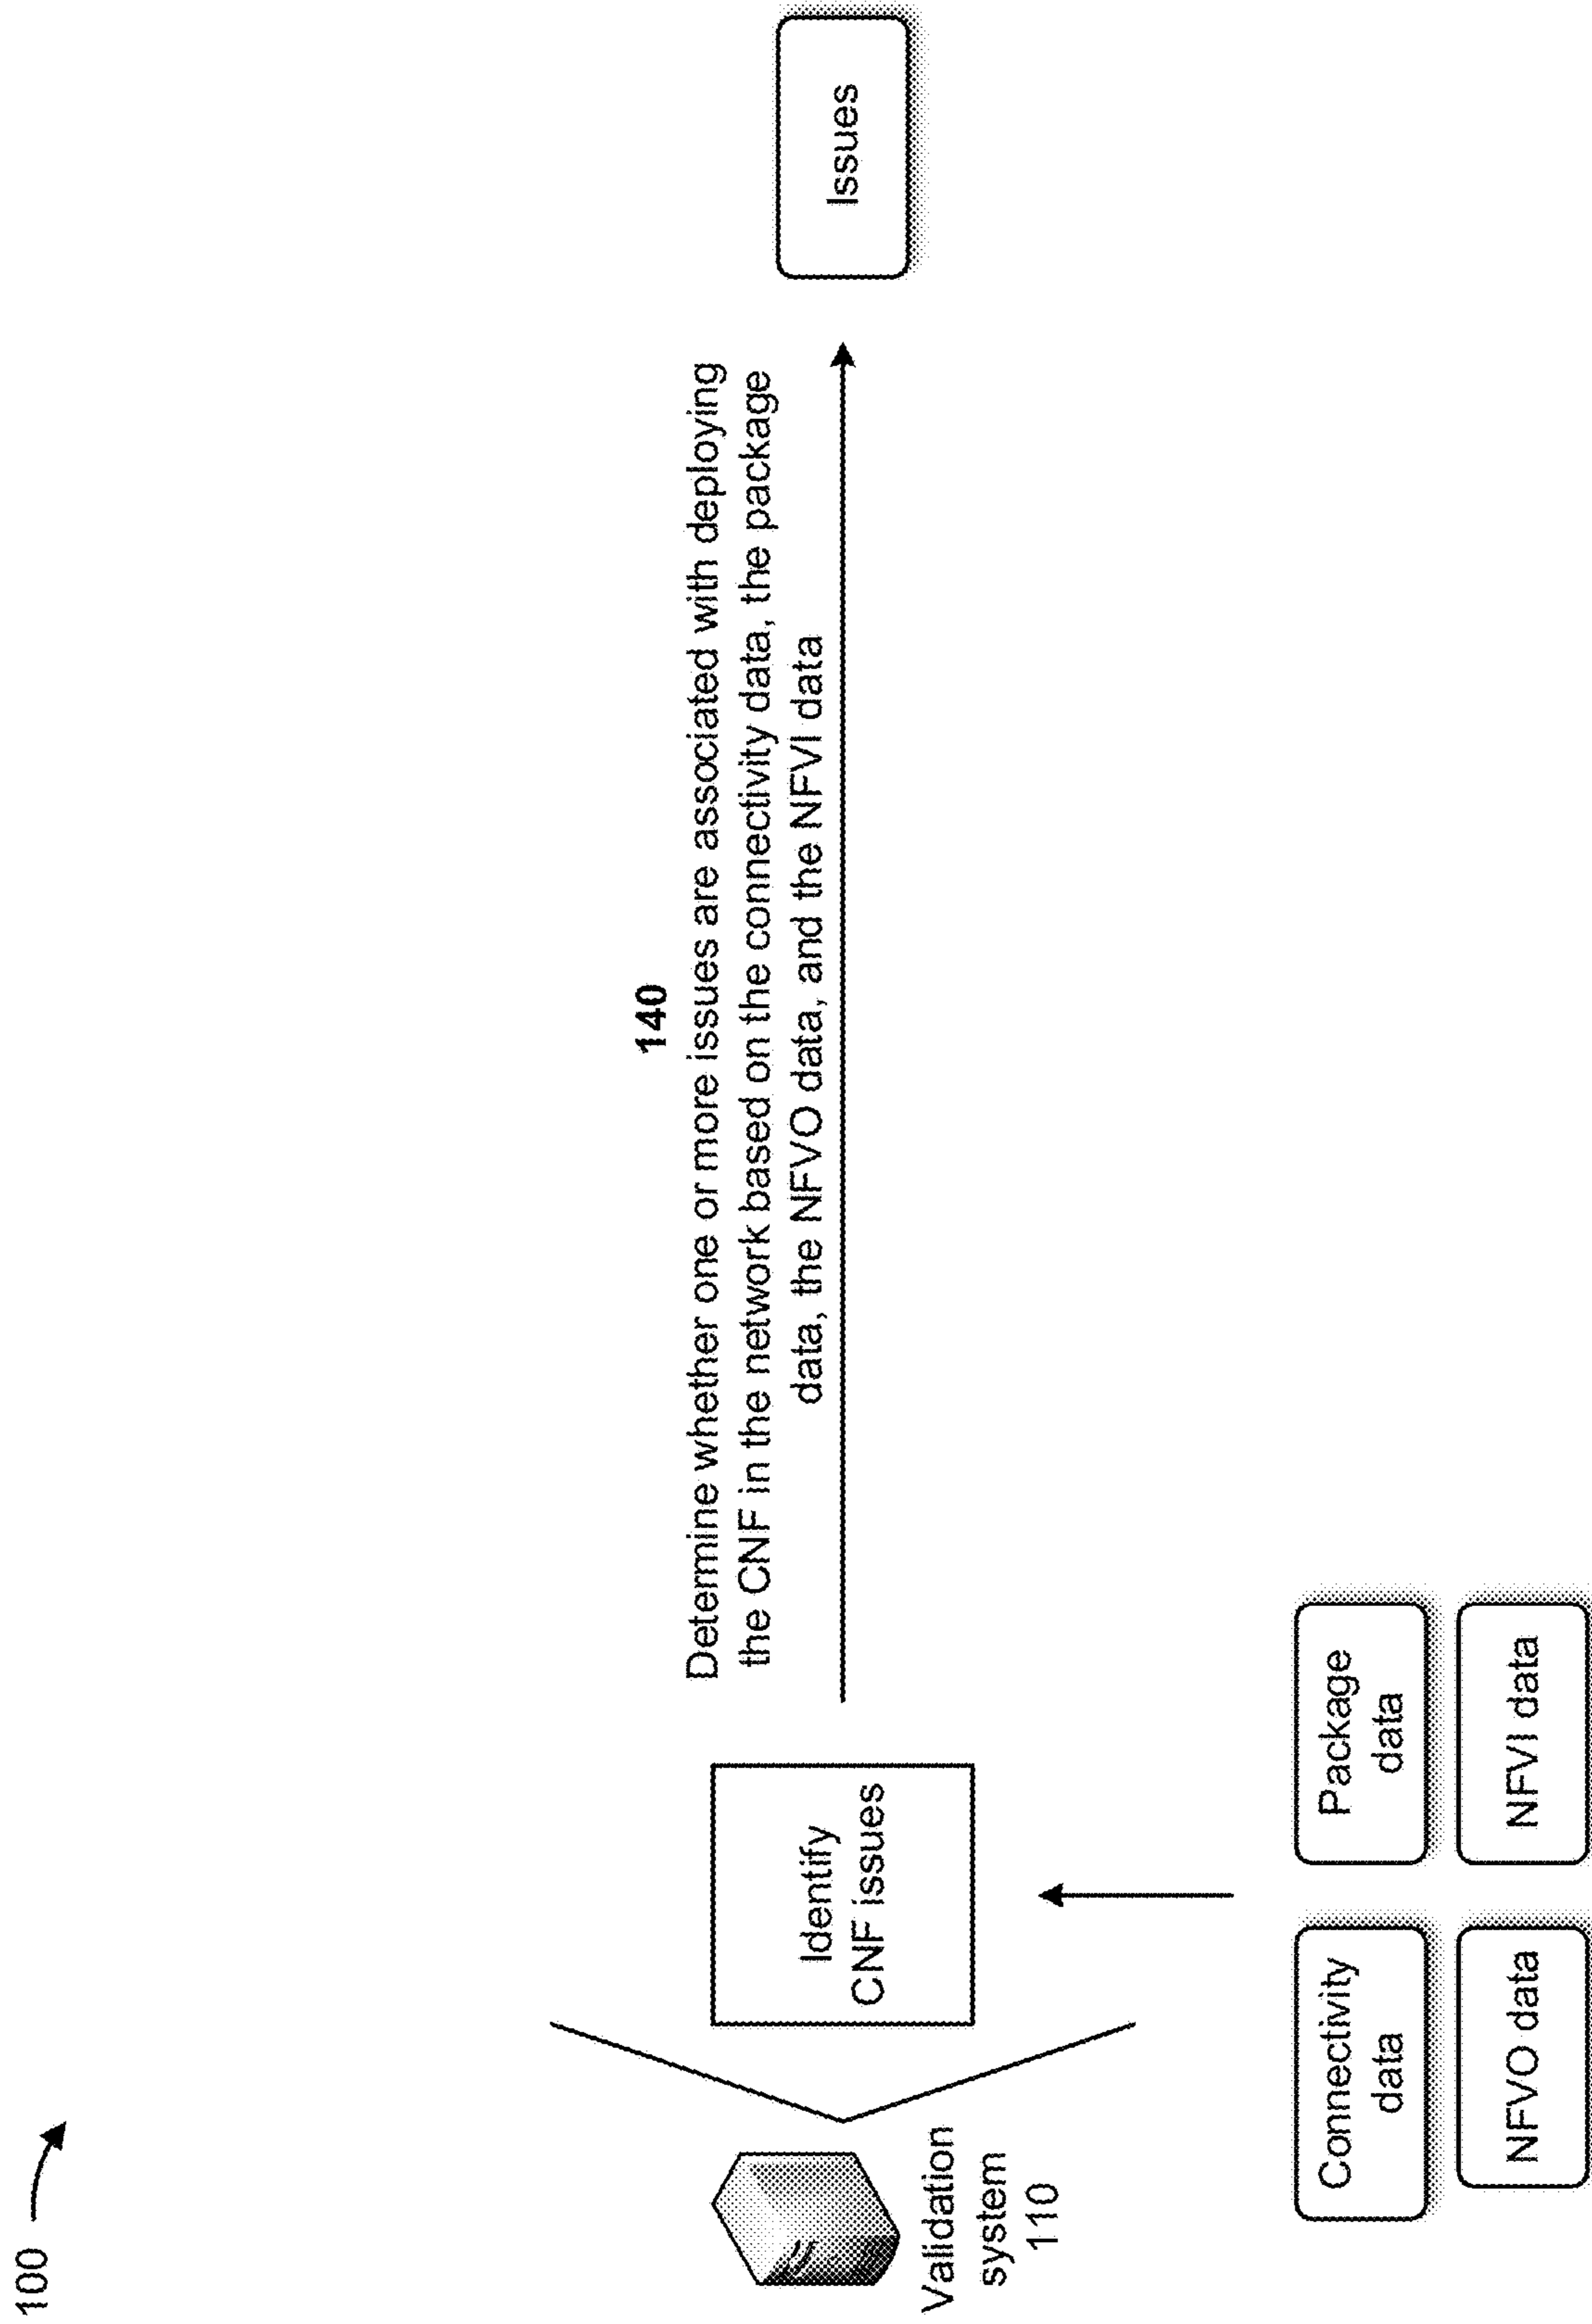 100
140
Determine whether one or more issues are associated with deploying
the CNF in the network based on the connectivity data, the package
data, the NFVO data, and the NFVI data
Validation
system
110
Identify
CNF issues
Issues
Connectivity
data
Package
data
NFVO data
NFVI data